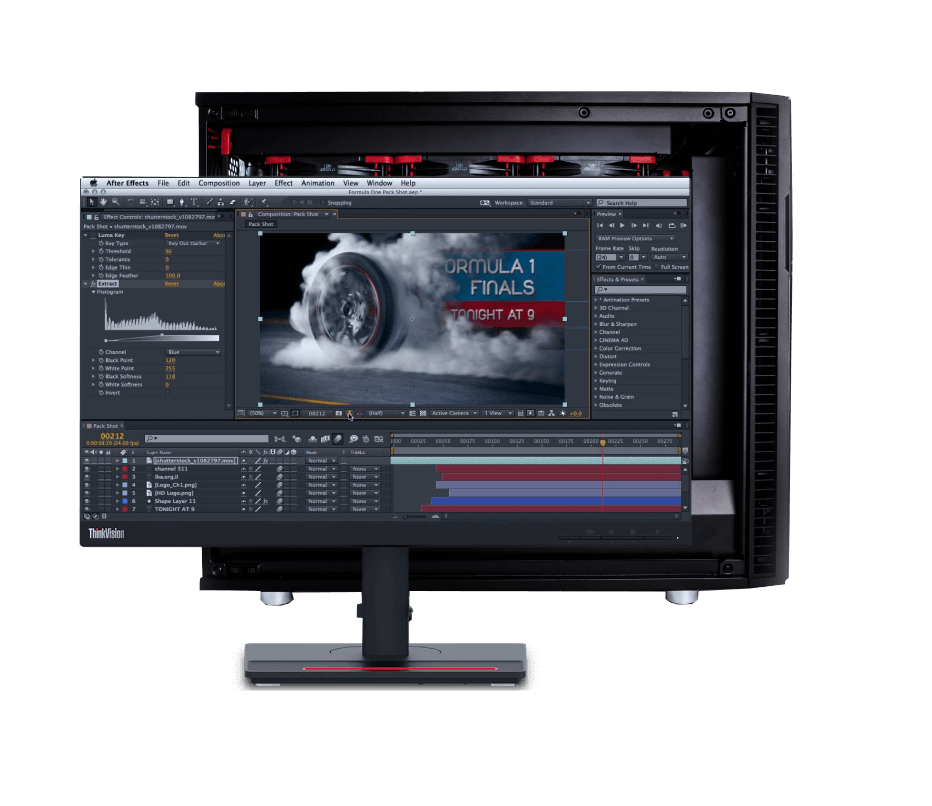 After Effects File Edit Composition Layer Effect Animation View Window Help
Formula One Pack Shot.aep *
Snapping
Workspace: Standard
Search Help
Effect Controls: shutterstock_v1082797.mo
Pack Shot • shutterstock_v1082797.mov
Luma Key Reset Abou
Key Type Key Out Darker
Threshold 92
Tolerance 0
Edge Thin 0
Edge Feather 100.0
Extract Reset Abou
Histogram
Channel Blue
Black Point 120
White Point 255
Black Softness 118
White Softness 0
Invert
Composition: Pack Shot
Pack Shot
ORMULA 1
FINALS
TONIGHT AT 9
(50%) 00212 (Half) Active Camera 1 View +0.0
Preview
RAM Preview Options
Frame Rate Skip Resolution
(24) 0 Auto
From Current Time Full Screen
Effects & Presets
* Animation Presets
3D Channel
Audio
Blur & Sharpen
Channel
CINEMA 4D
Color Correction
Distort
Expression Controls
Generate
Keying
Matte
Noise & Grain
Obsolete
Pack Shot
00212
0:00:08:20 (24.00 fps)
0000 00025 00050 00075 00100 00125 00150 00175 00200 00225 00250 00275
# Layer Name Mode T TrkMat
1 [shutterstock_v1082797.mov] Normal
2 channel 511 Normal None
3 lba.org.il Normal None
4 [Logo_Ch1.png] Normal None
5 [HD Logo.png] Normal None
6 Shape Layer 11 Normal None
7 TONIGHT AT 9 Normal None
ThinkVision